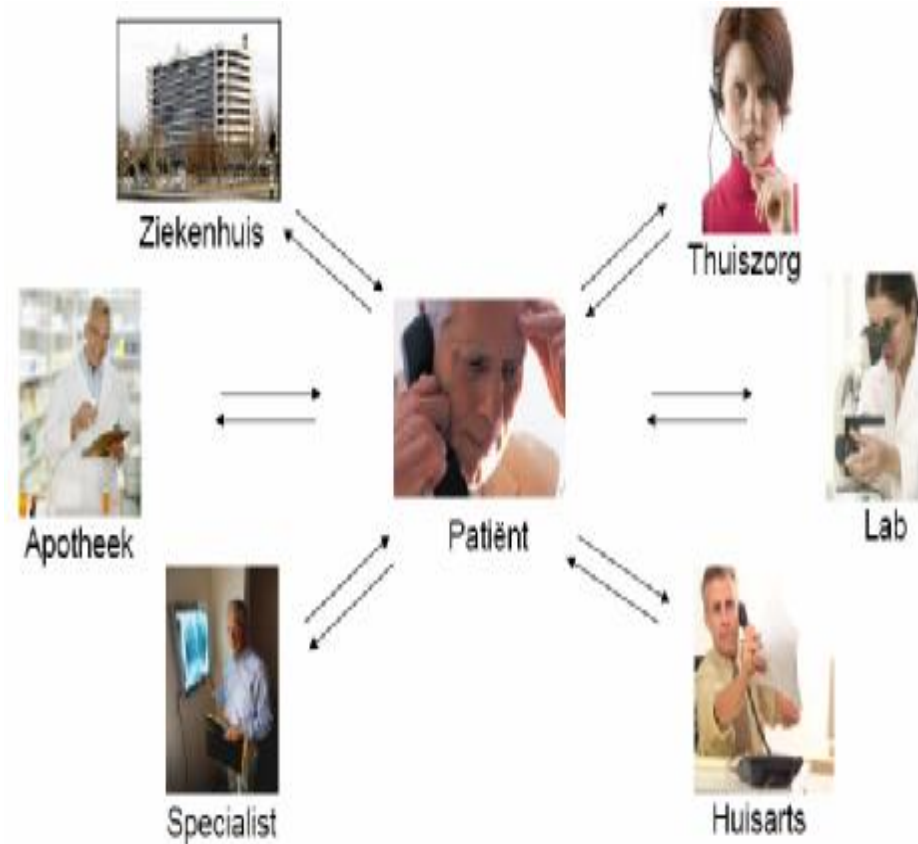 Ziekenhuis
Thuiszorg
Apotheek
Patiënt
Lab
Specialist
Huisarts